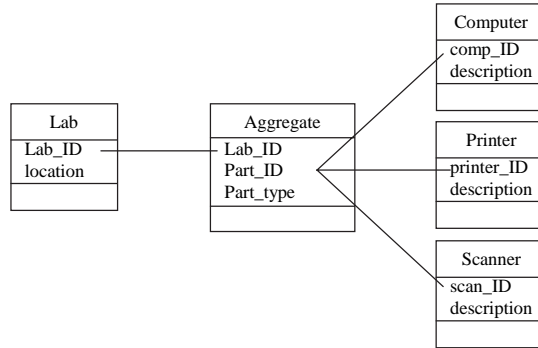 Lab
Lab_ID
location
Aggregate
Lab_ID
Part_ID
Part_type
Computer
comp_ID
description
Printer
printer_ID
description
Scanner
scan_ID
description